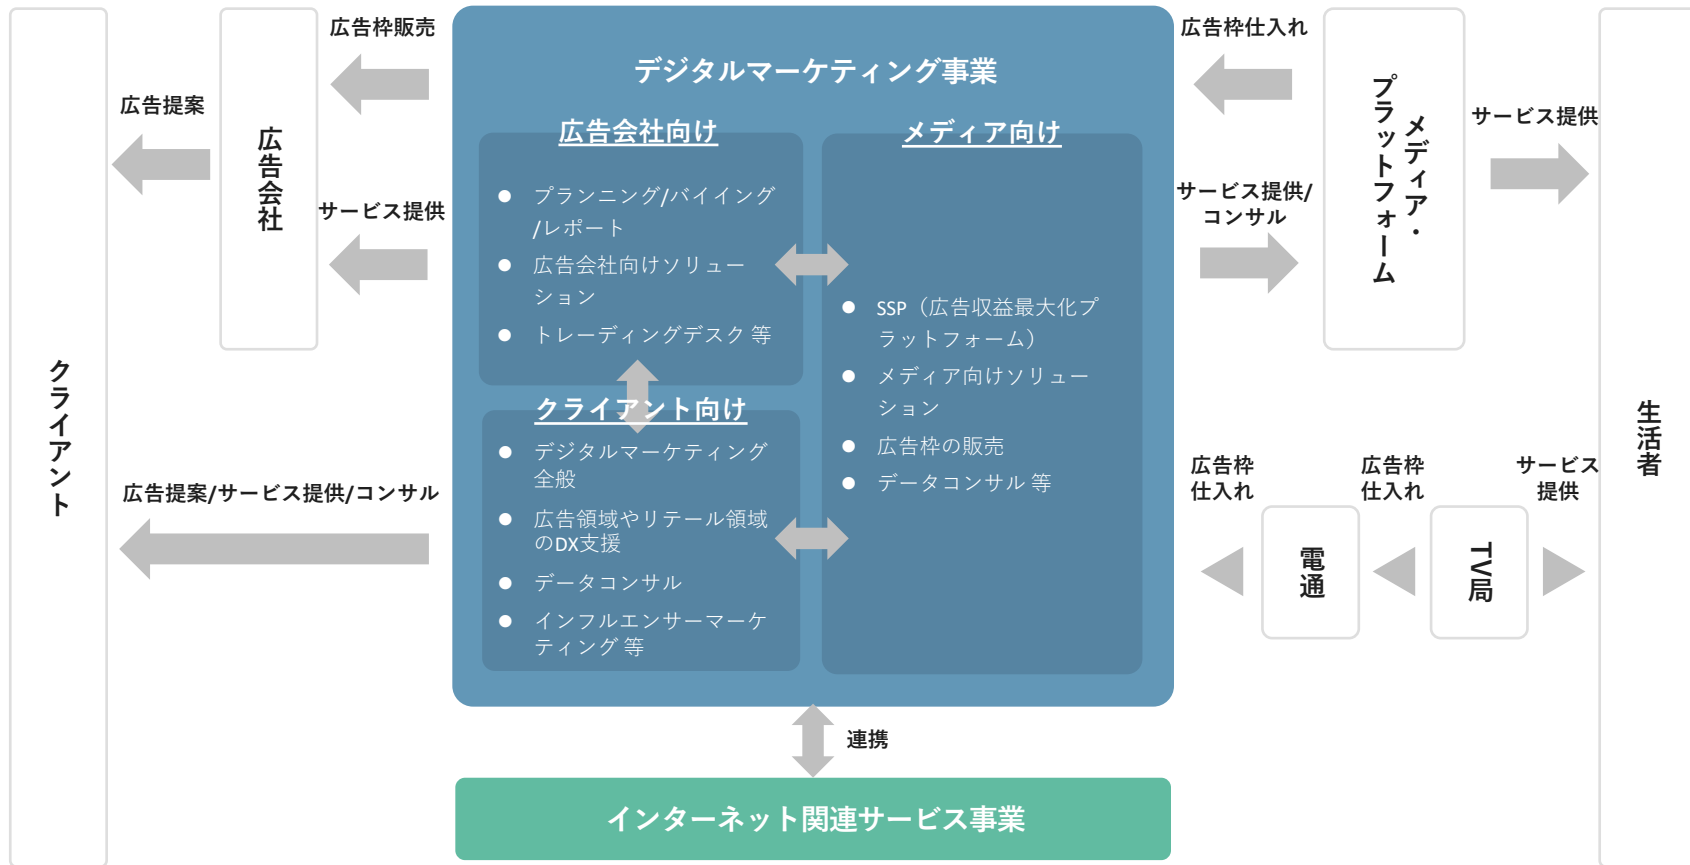 クライアント
広告提案
広告会社
広告枠販売
サービス提供
広告提案/サービス提供/コンサル
デジタルマーケティング事業
広告会社向け
● プランニング/バイイング
/レポート
● 広告会社向けソリュー
ション
● トレーディングデスク 等
クライアント向け
● デジタルマーケティング
全般
● 広告領域やリテール領域
のDX支援
● データコンサル
● インフルエンサーマーケ
ティング 等
メディア向け
● SSP（広告収益最大化プ
ラットフォーム）
● メディア向けソリュー
ション
● 広告枠の販売
● データコンサル 等
連携
インターネット関連サービス事業
広告枠仕入れ
サービス提供/
コンサル
メディア・
プラットフォーム
サービス提供
広告枠
仕入れ
電通
広告枠
仕入れ
TV局
サービス
提供
生活者